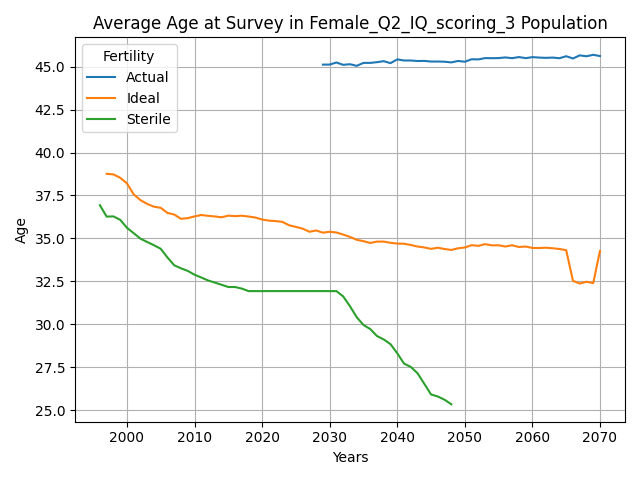 Average Age at Survey in Female_Q2_IQ_scoring_3 Population
Fertility
Actual
Ideal
Sterile
Age
45.0
42.5
40.0
37.5
35.0
32.5
30.0
27.5
25.0
2000 2010 2020 2030 2040 2050 2060 2070
Years